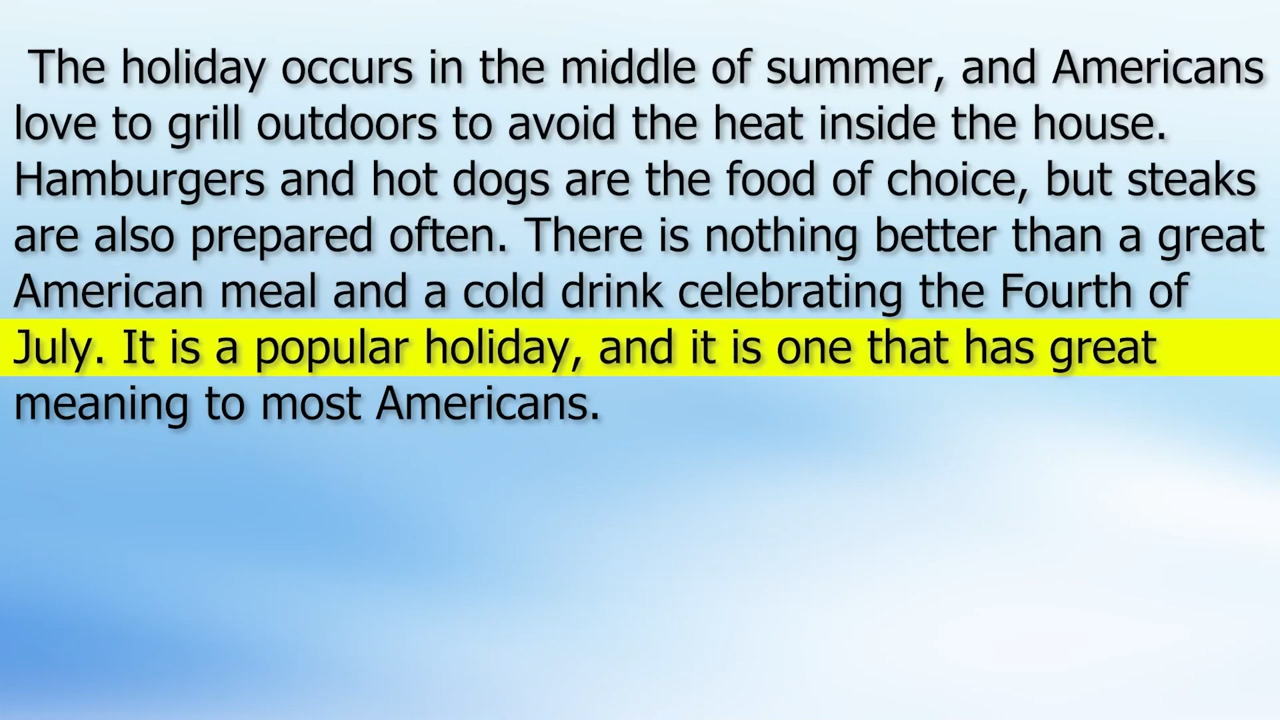 The holiday occurs in the middle of summer, and Americans
love to grill outdoors to avoid the heat inside the house.
Hamburgers and hot dogs are the food of choice, but steaks
are also prepared often. There is nothing better than a great
American meal and a cold drink celebrating the Fourth of
July. It is a popular holiday, and it is one that has great
meaning to most Americans.